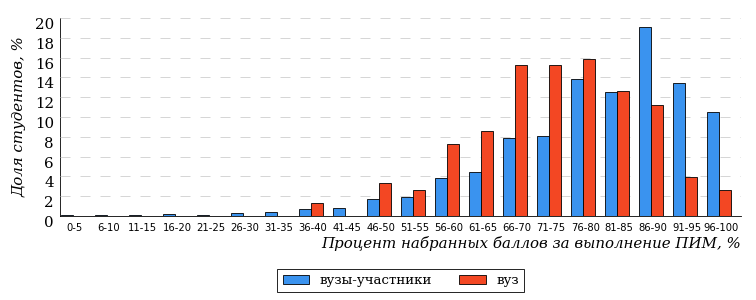 20
18
16
14
12
10
8
6
4
2
0
Доля студентов, %
0-5 6-10 11-15 16-20 21-25 26-30 31-35 36-40 41-45 46-50 51-55 56-60 61-65 66-70 71-75 76-80 81-85 86-90 91-95 96-100
Процент набранных баллов за выполнение ПИМ, %
вузы-участники вуз